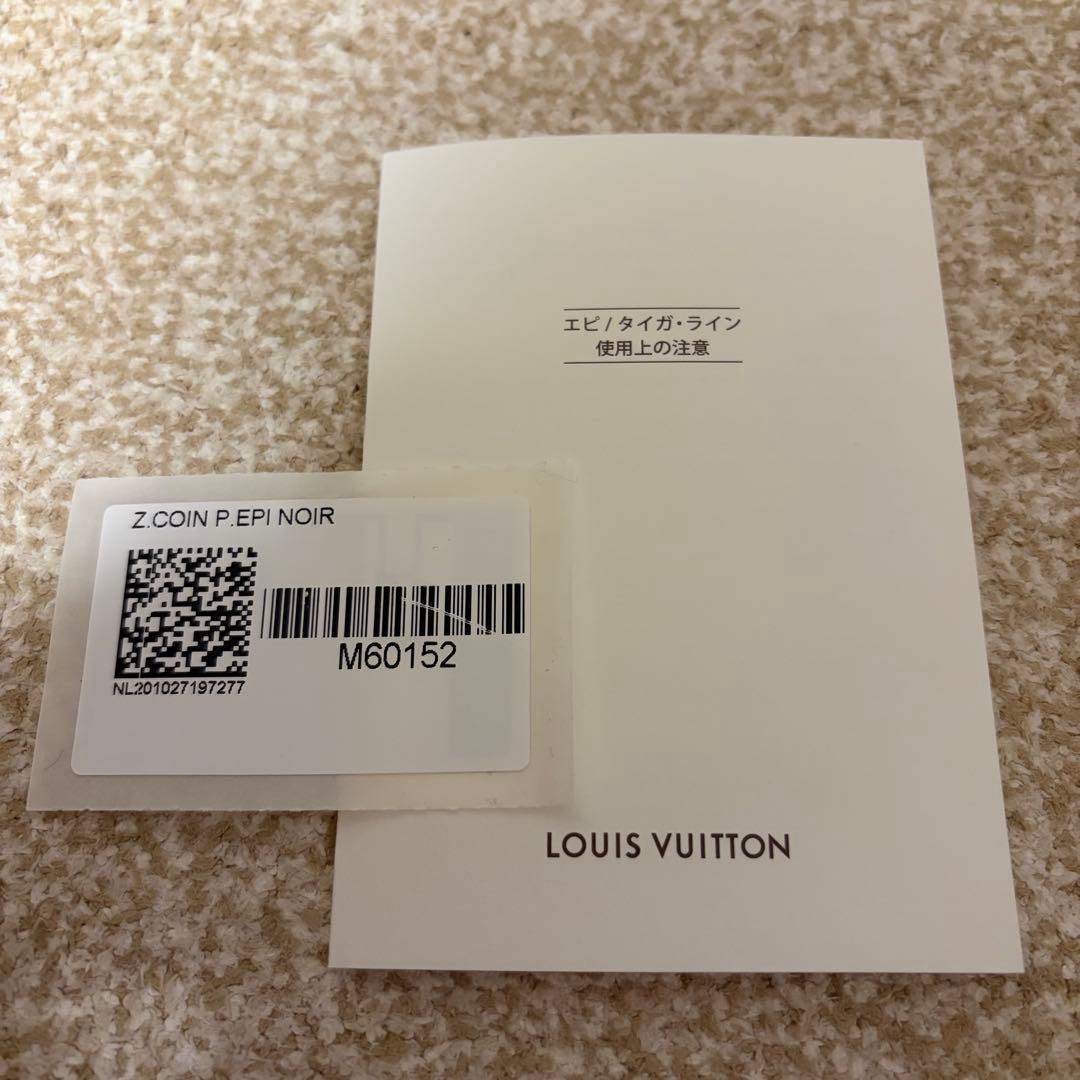 エピ / タイガ・ライン
使用上の注意
Z.COIN P.EPI NOIR
M60152
NL201027197277
LOUIS VUITTON